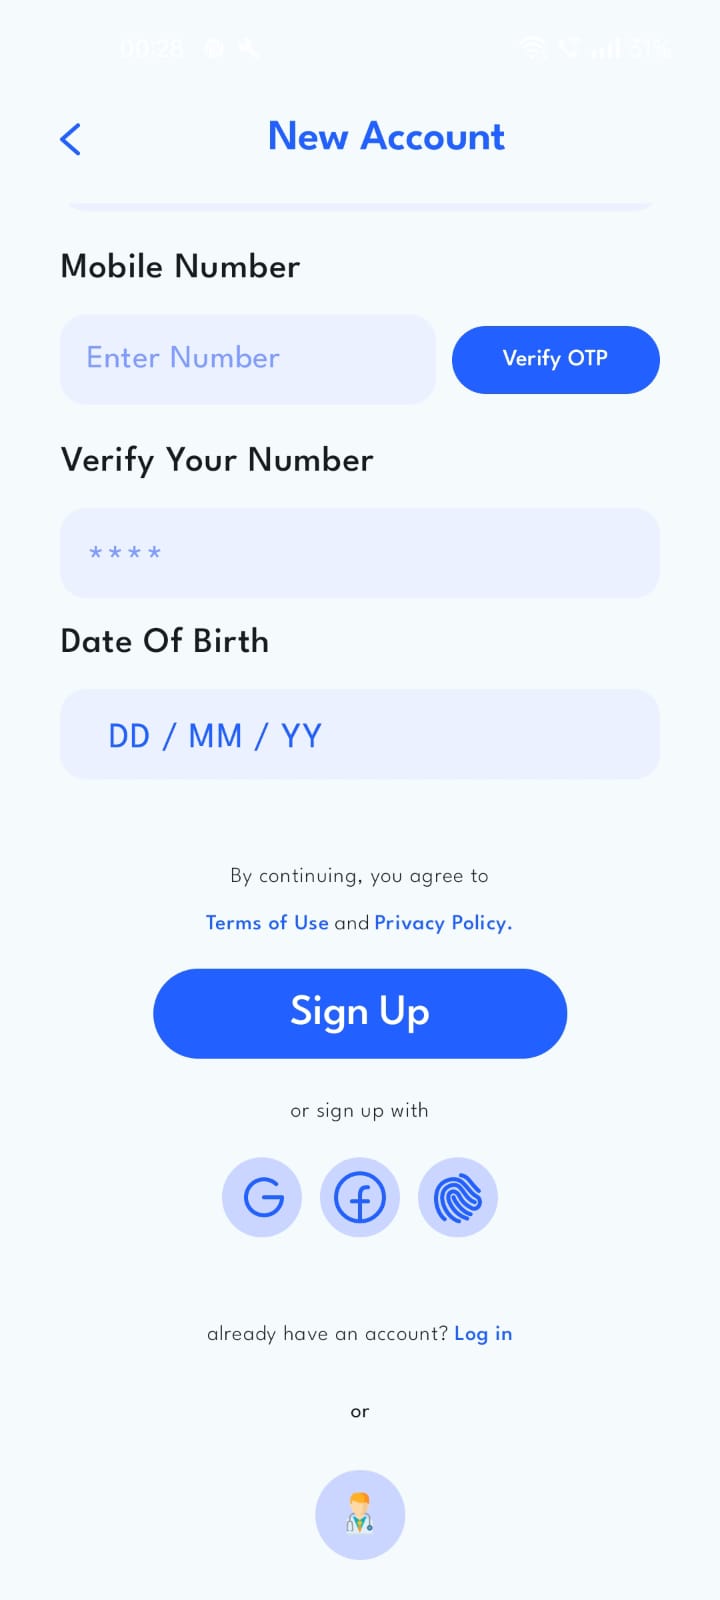 00:28
31%
New Account
Mobile Number
Enter Number
Verify OTP
Verify Your Number
****
Date Of Birth
DD / MM / YY
By continuing, you agree to
Terms of Use and Privacy Policy.
Sign Up
or sign up with
already have an account? Log in
or